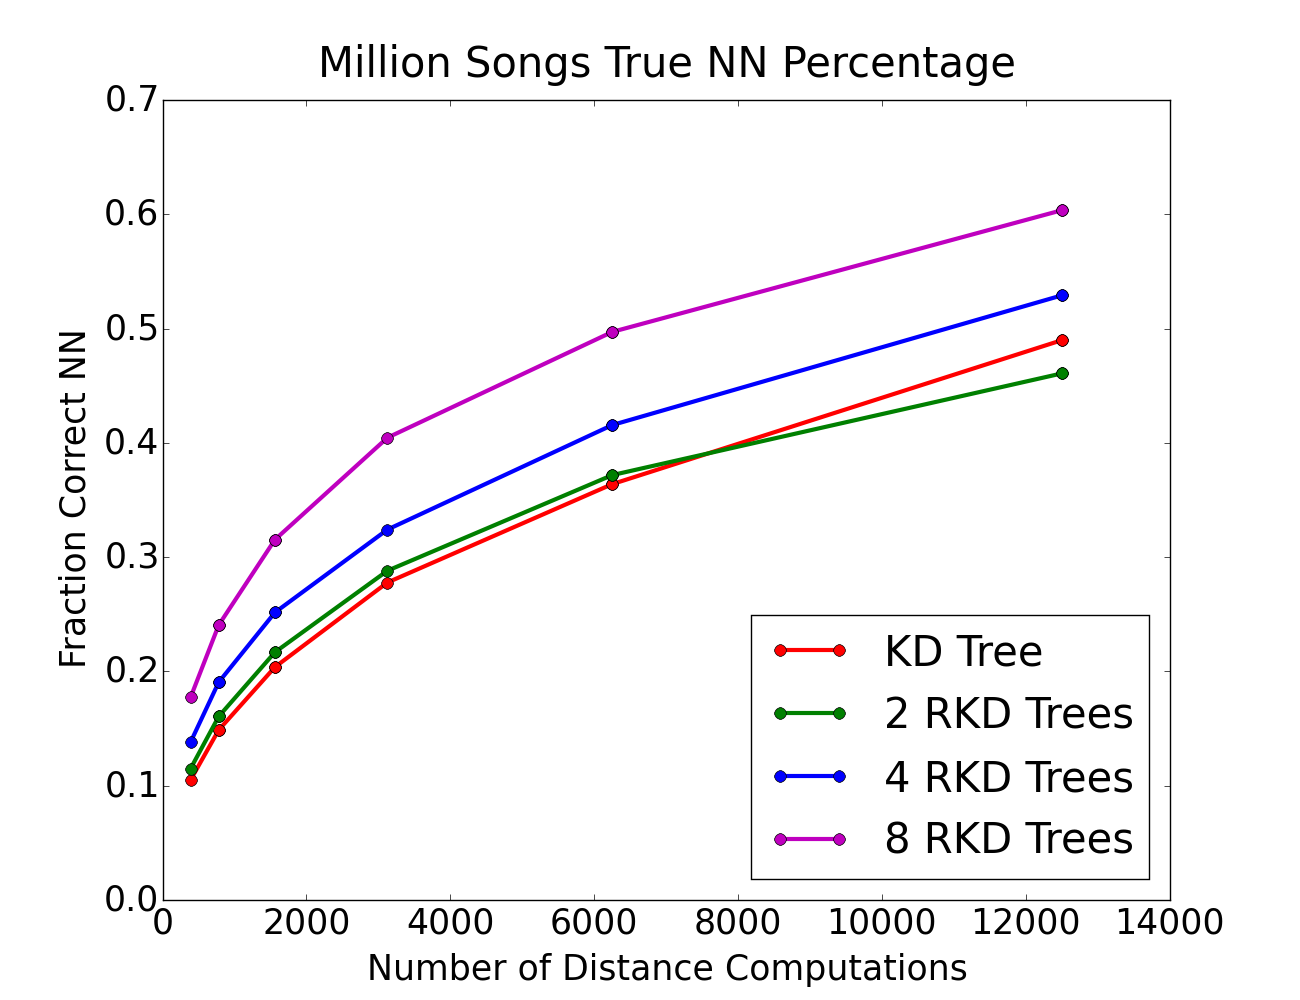 Million Songs True NN Percentage
0.7
0.6
0.5
0.4
0.3
0.2
0.1
0.0
Fraction Correct NN
KD Tree
2 RKD Trees
4 RKD Trees
8 RKD Trees
0 2000 4000 6000 8000 10000 12000 14000
Number of Distance Computations